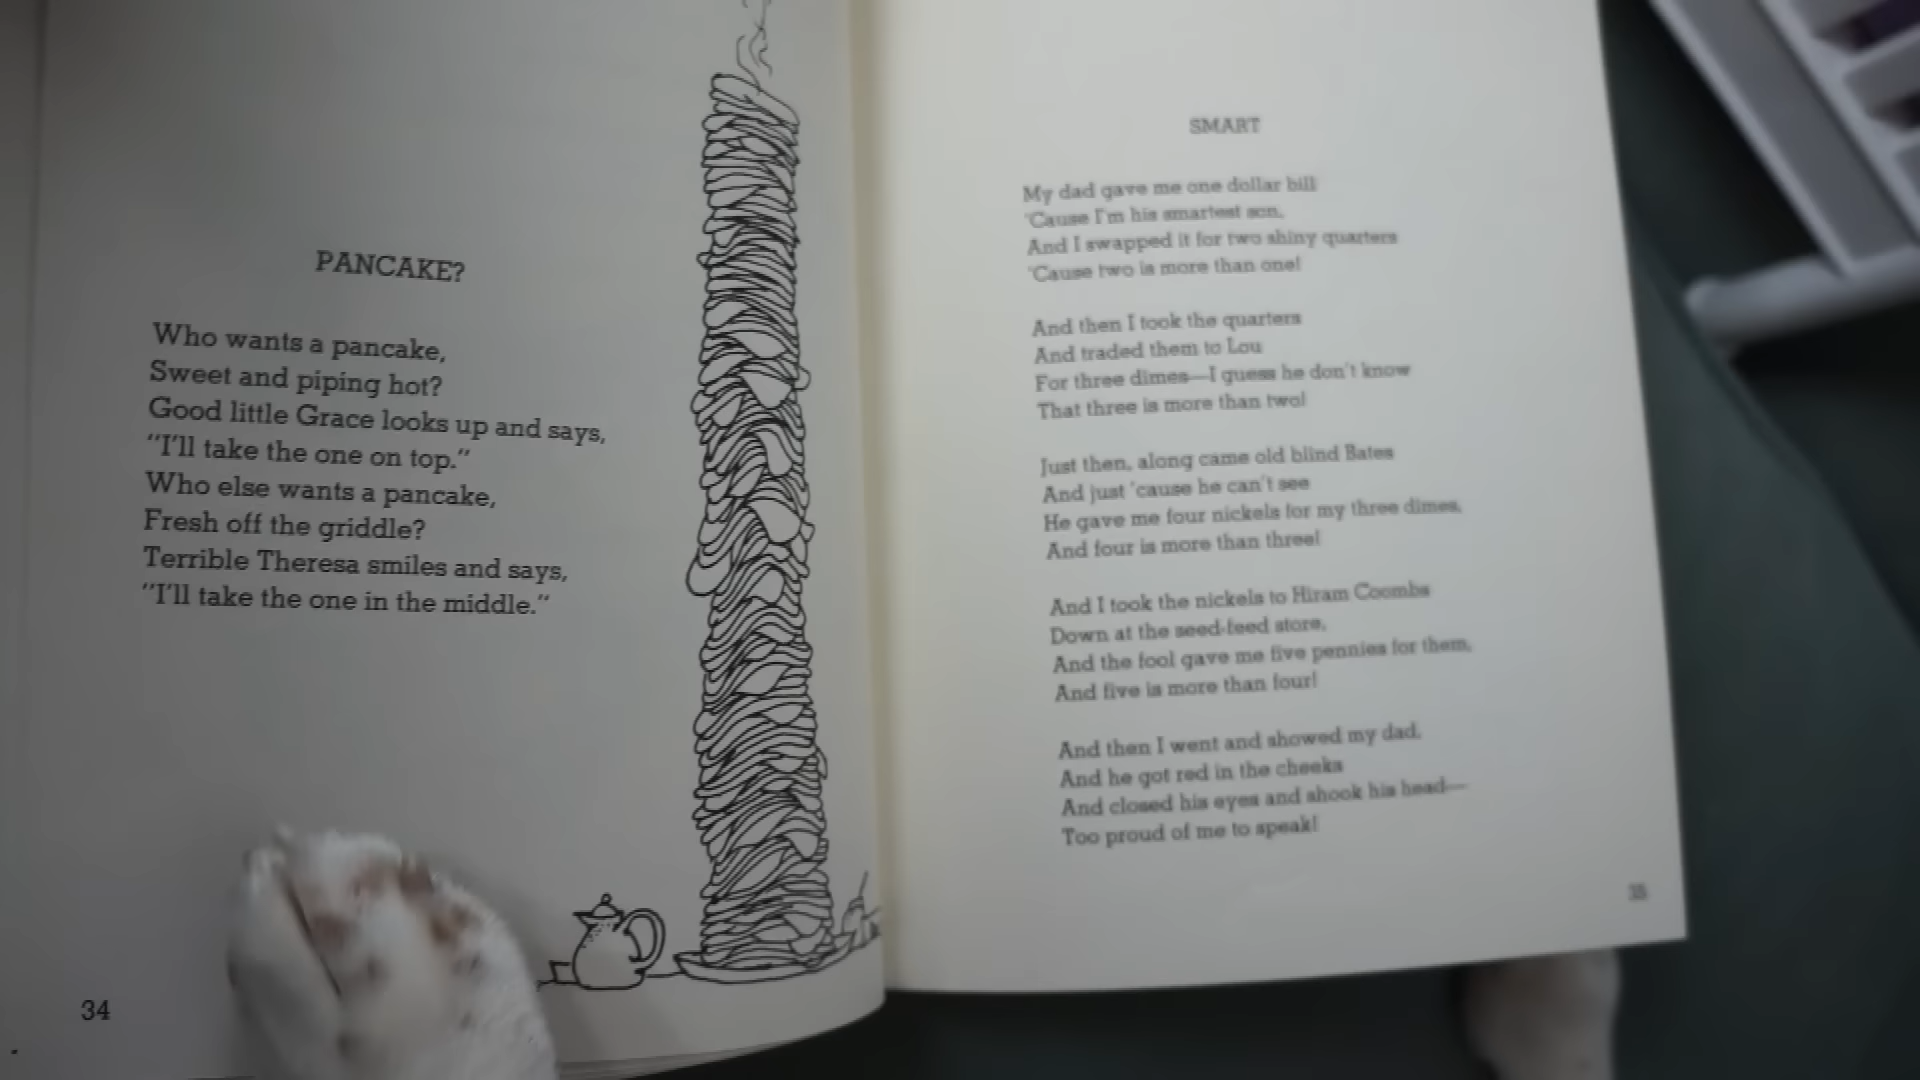 PANCAKE?
Who wants a pancake,
Sweet and piping hot?
Good little Grace looks up and says,
"I'll take the one on top."
Who else wants a pancake,
Fresh off the griddle?
Terrible Theresa smiles and says,
"I'll take the one in the middle."
34
SMART
My dad gave me one dollar bill
'Cause I'm his smartest son,
And I swapped it for two shiny quarters
'Cause two is more than one!
And then I took the quarters
And traded them to Lou
For three dimes—I guess he don't know
That three is more than two!
Just then, along came old blind Bates
And just 'cause he can't see
He gave me four nickels for my three dimes,
And four is more than three!
And I took the nickels to Hiram Coombs
Down at the seed-feed store,
And the fool gave me five pennies for them,
And five is more than four!
And then I went and showed my dad,
And he got red in the cheeks
And closed his eyes and shook his head—
Too proud of me to speak!
35